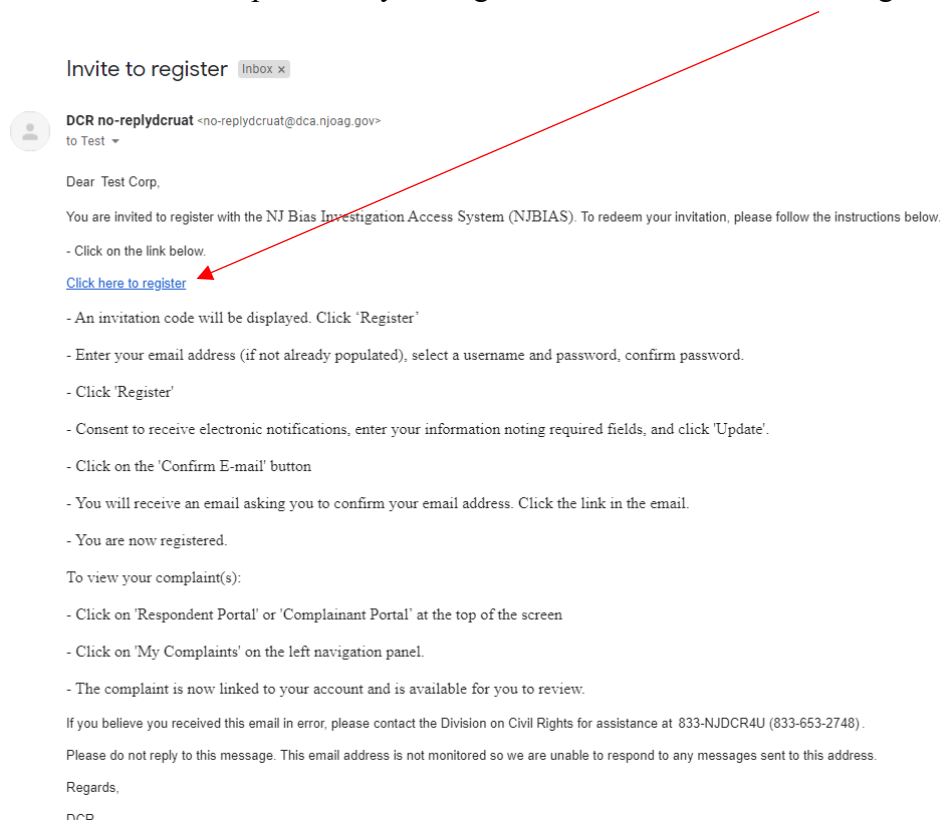 Invite to register Inbox x
DCR no-replydcruat <no-replydcruat@dca.njoag.gov>
to Test
Dear Test Corp,
You are invited to register with the NJ Bias Investigation Access System (NJBIAS). To redeem your invitation, please follow the instructions below.
- Click on the link below.
Click here to register
- An invitation code will be displayed. Click ‘Register’
- Enter your email address (if not already populated), select a username and password, confirm password.
- Click 'Register'
- Consent to receive electronic notifications, enter your information noting required fields, and click 'Update'.
- Click on the 'Confirm E-mail' button
- You will receive an email asking you to confirm your email address. Click the link in the email.
- You are now registered.
To view your complaint(s):
- Click on 'Respondent Portal' or 'Complainant Portal' at the top of the screen
- Click on 'My Complaints' on the left navigation panel.
- The complaint is now linked to your account and is available for you to review.
If you believe you received this email in error, please contact the Division on Civil Rights for assistance at 833-NJDCR4U (833-653-2748).
Please do not reply to this message. This email address is not monitored so we are unable to respond to any messages sent to this address.
Regards,
DCR